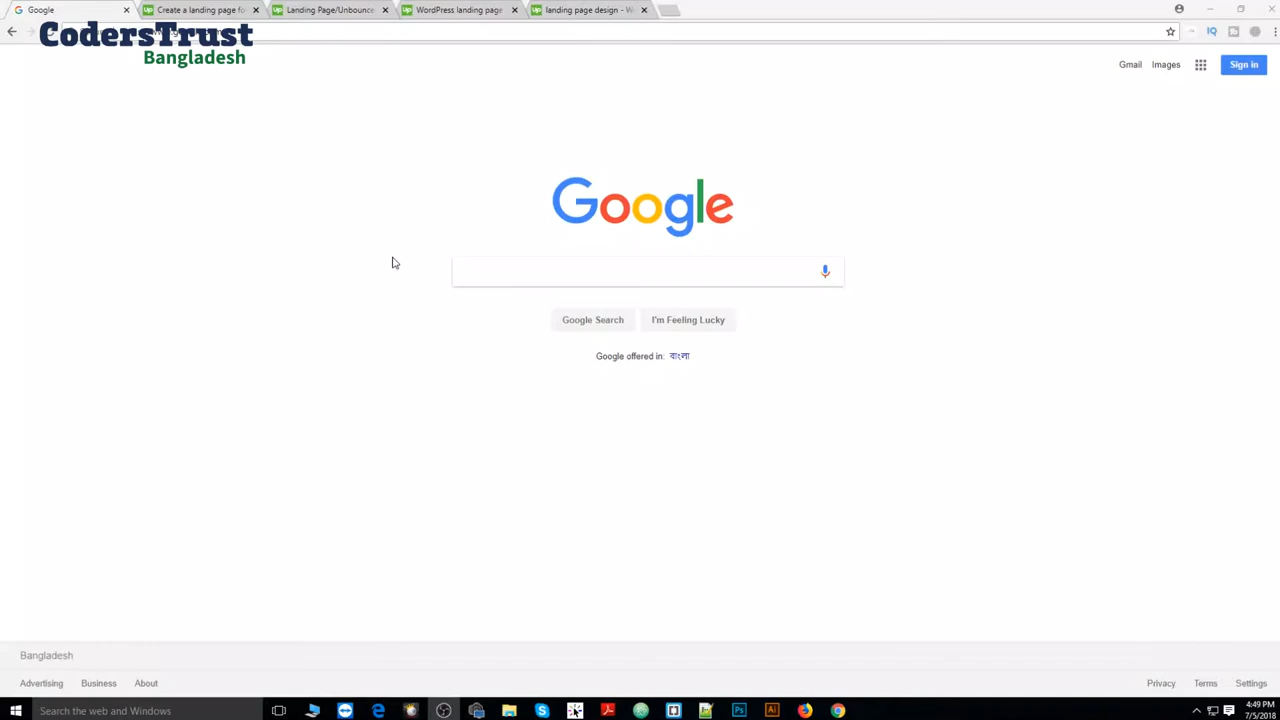 Google
Create a landing page fo
Landing Page/Unbounce
WordPress landing page
landing page design - W
CodersTrust
Bangladesh
Gmail Images Sign in
Google
Google Search I'm Feeling Lucky
Google offered in: বাংলা
Bangladesh
Advertising Business About
Privacy Terms Settings
Search the web and Windows
4:49 PM
7/5/2018